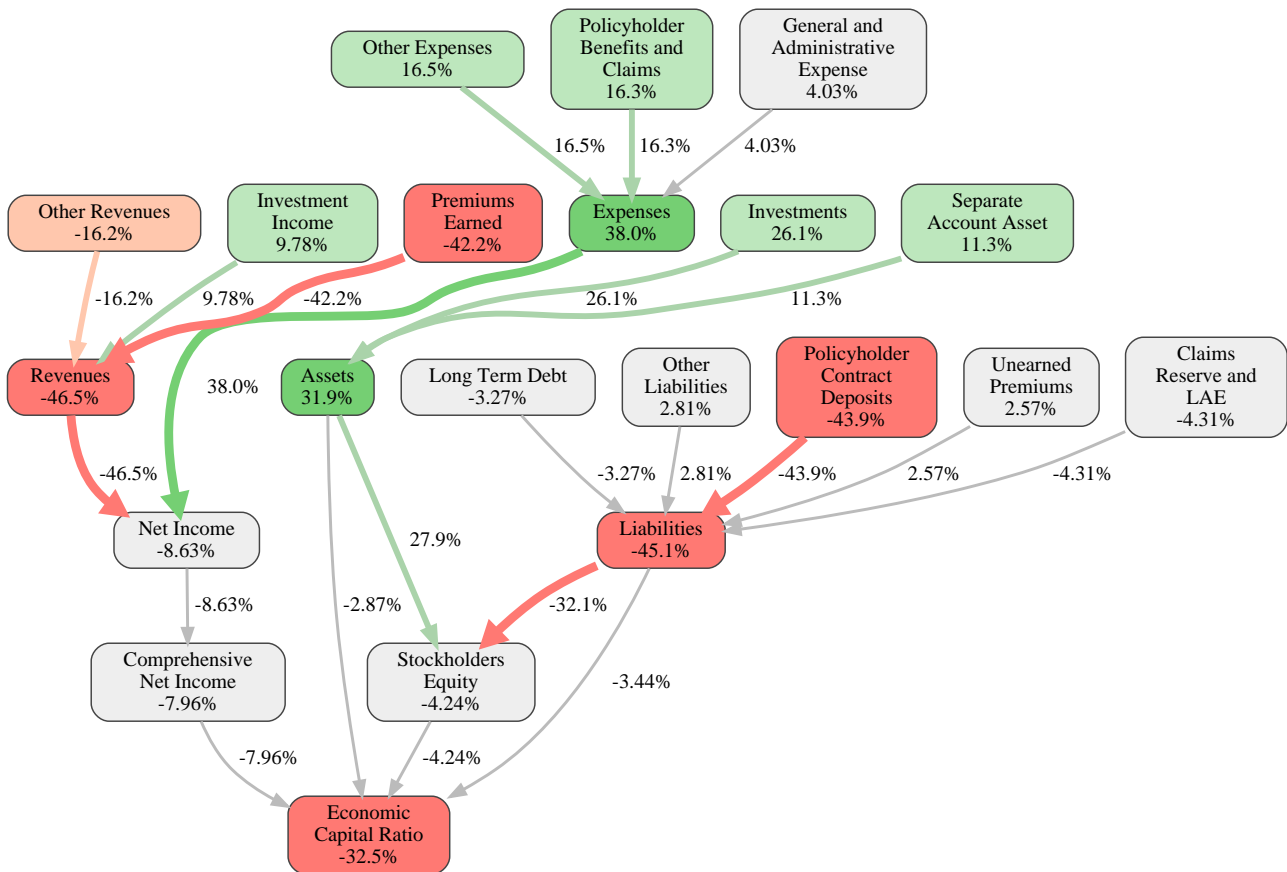 Other Expenses
16.5%
Policyholder
Benefits and
Claims
16.3%
General and
Administrative
Expense
4.03%
16.5%
16.3%
4.03%
Other Revenues
-16.2%
Investment
Income
9.78%
Premiums
Earned
-42.2%
Expenses
38.0%
Investments
26.1%
Separate
Account Asset
11.3%
-16.2%
9.78%
-42.2%
26.1%
11.3%
Revenues
-46.5%
38.0%
Assets
31.9%
Long Term Debt
-3.27%
Other
Liabilities
2.81%
Policyholder
Contract
Deposits
-43.9%
Unearned
Premiums
2.57%
Claims
Reserve and
LAE
-4.31%
-46.5%
-3.27%
2.81%
-43.9%
2.57%
-4.31%
Net Income
-8.63%
27.9%
Liabilities
-45.1%
-8.63%
-2.87%
-32.1%
Comprehensive
Net Income
-7.96%
Stockholders
Equity
-4.24%
-3.44%
-7.96%
-4.24%
Economic
Capital Ratio
-32.5%